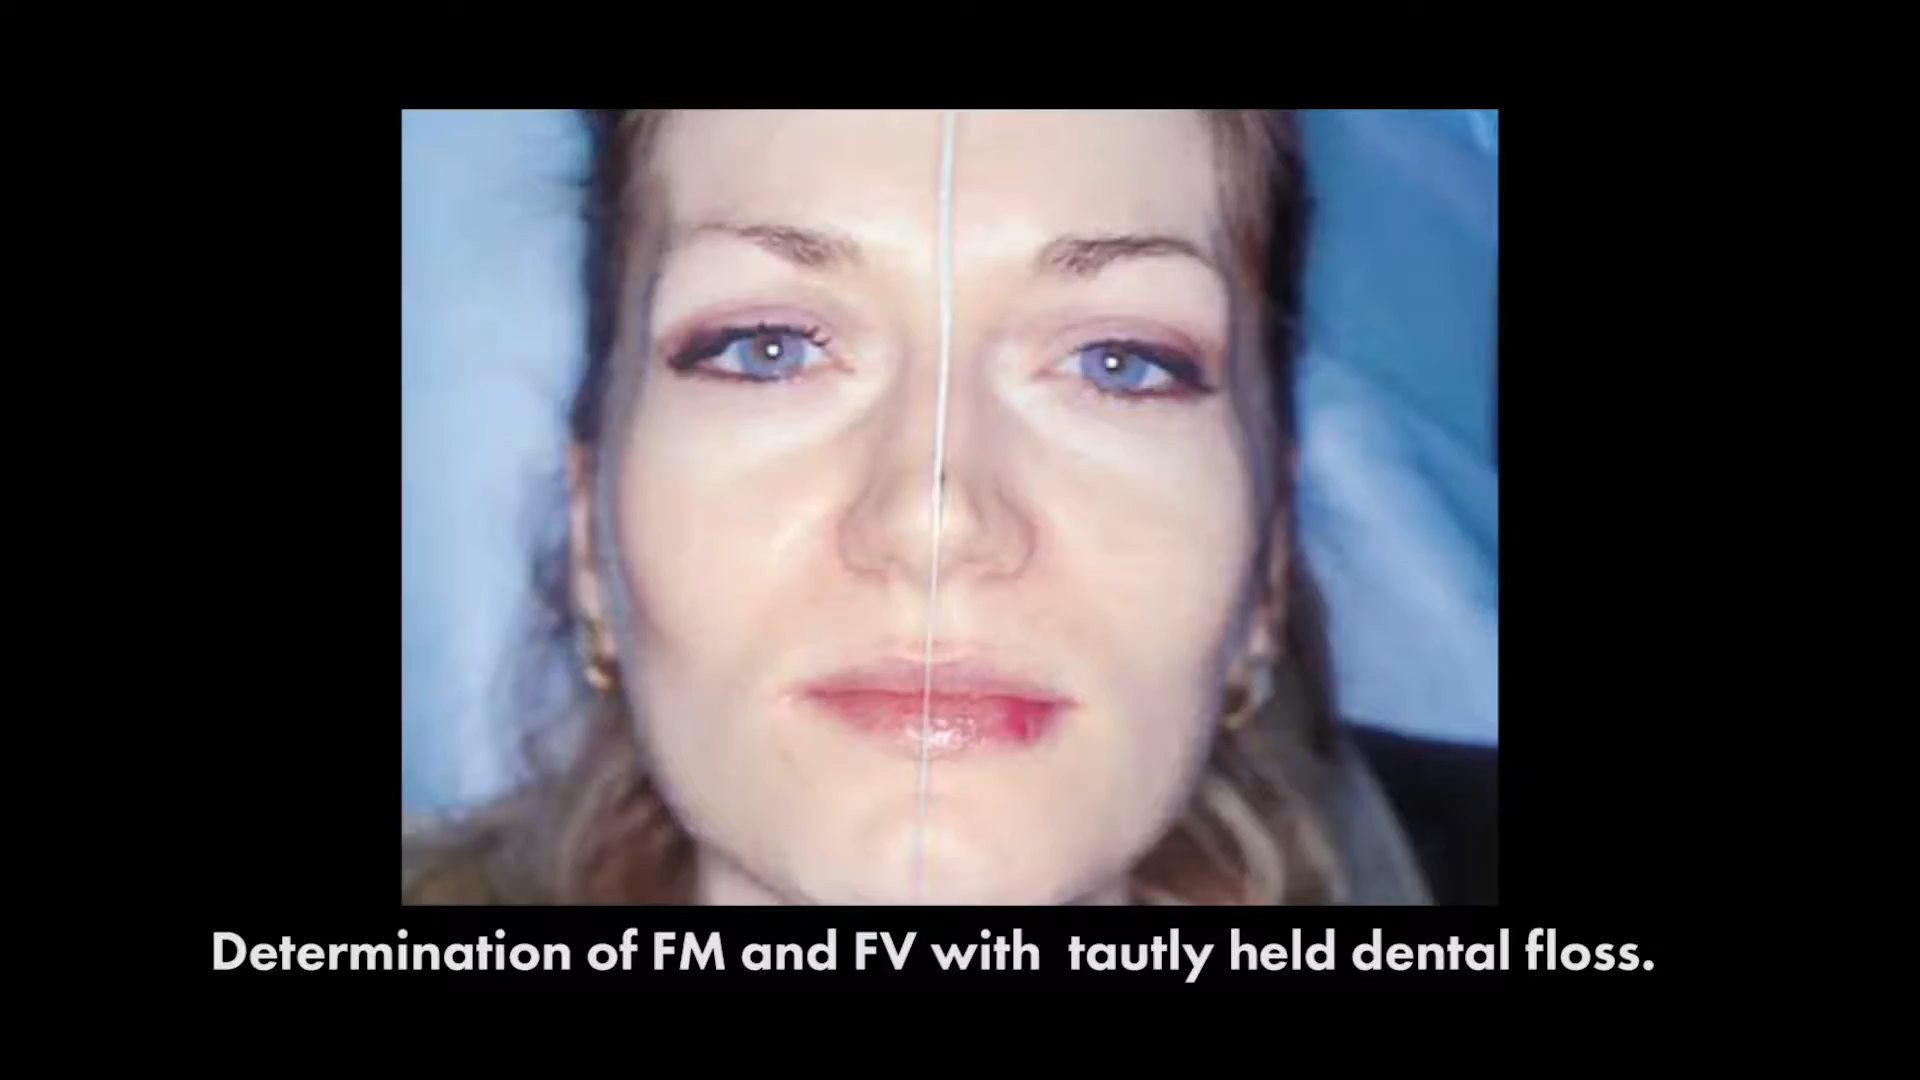 Determination of FM and FV with  tautly held dental floss.